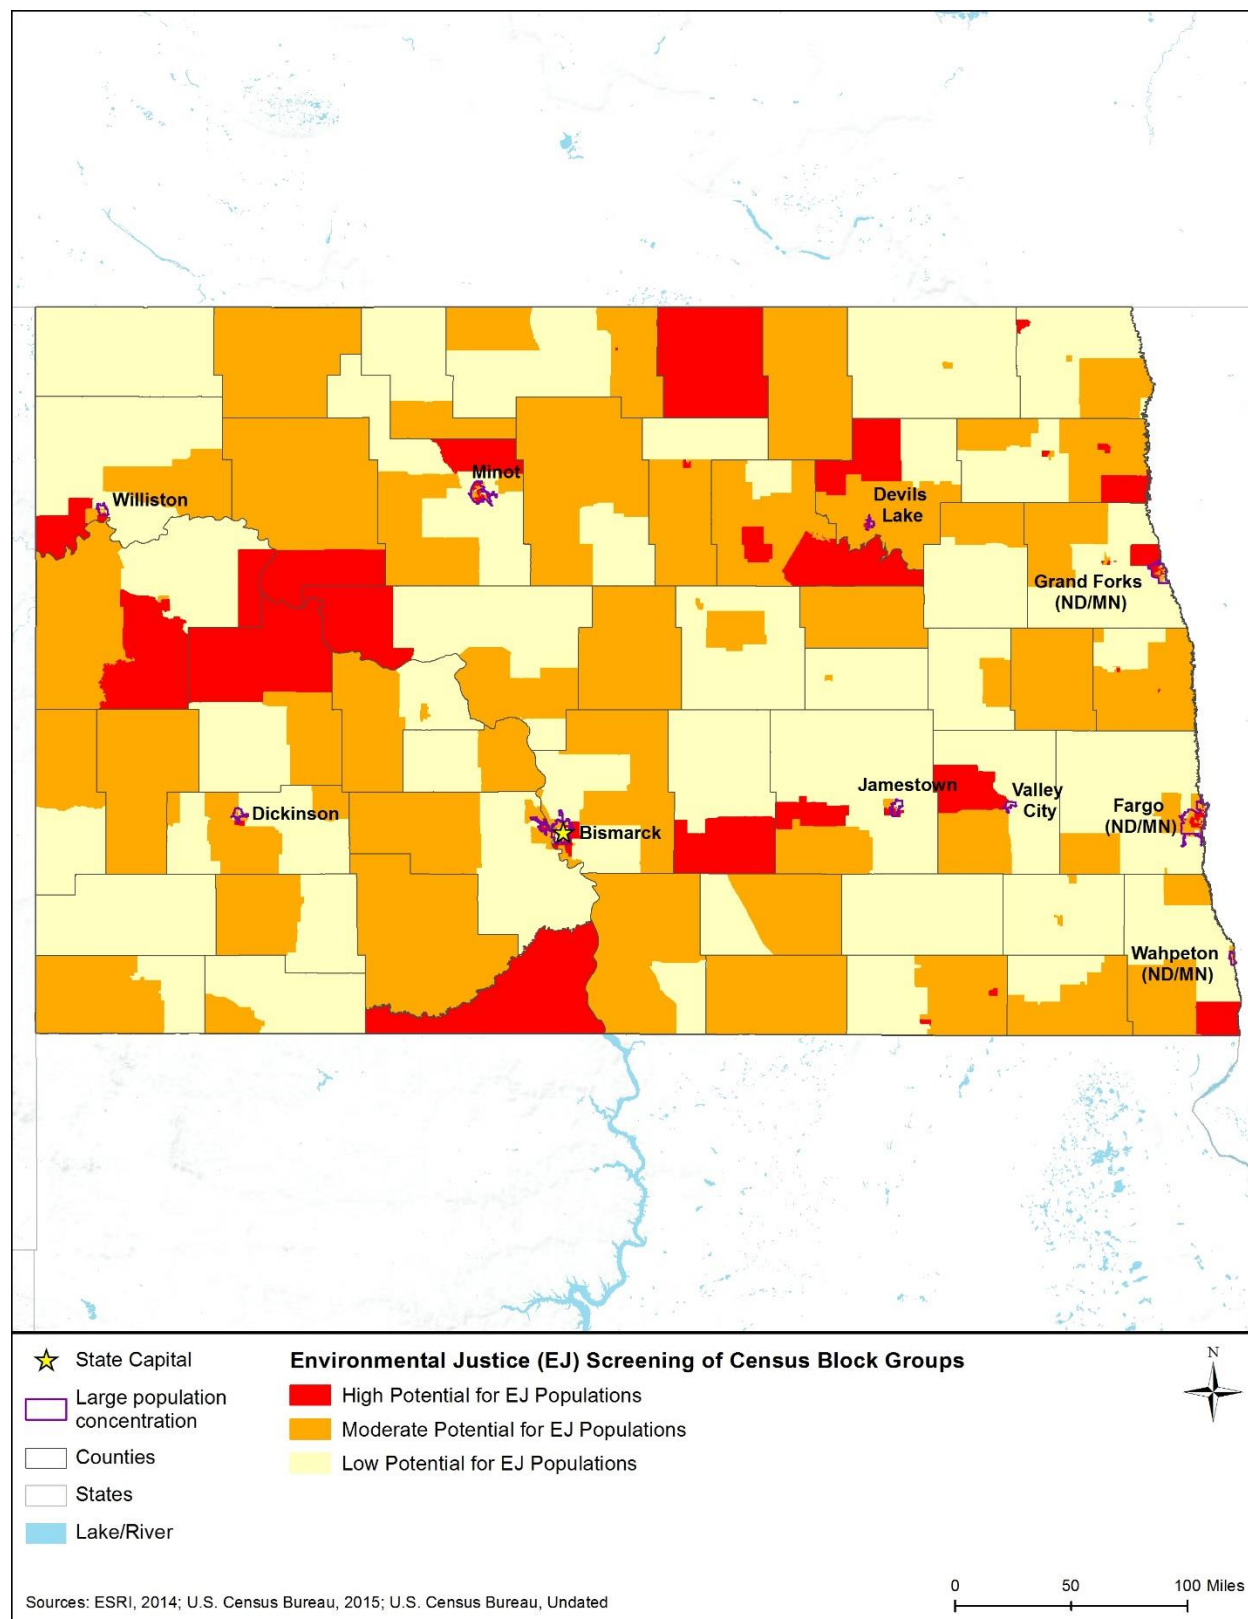 Minot
Williston
Devils
Lake
Grand Forks
(ND/MN)
Jamestown
Valley
City
Dickinson
Fargo
(ND/MN)
Bismarck
Wahpeton
(ND/MN)
State Capital
Large population
concentration
Counties
States
Lake/River
Environmental Justice (EJ) Screening of Census Block Groups
High Potential for EJ Populations
Moderate Potential for EJ Populations
Low Potential for EJ Populations
N
0 50 100 Miles
Sources: ESRI, 2014; U.S. Census Bureau, 2015; U.S. Census Bureau, Undated